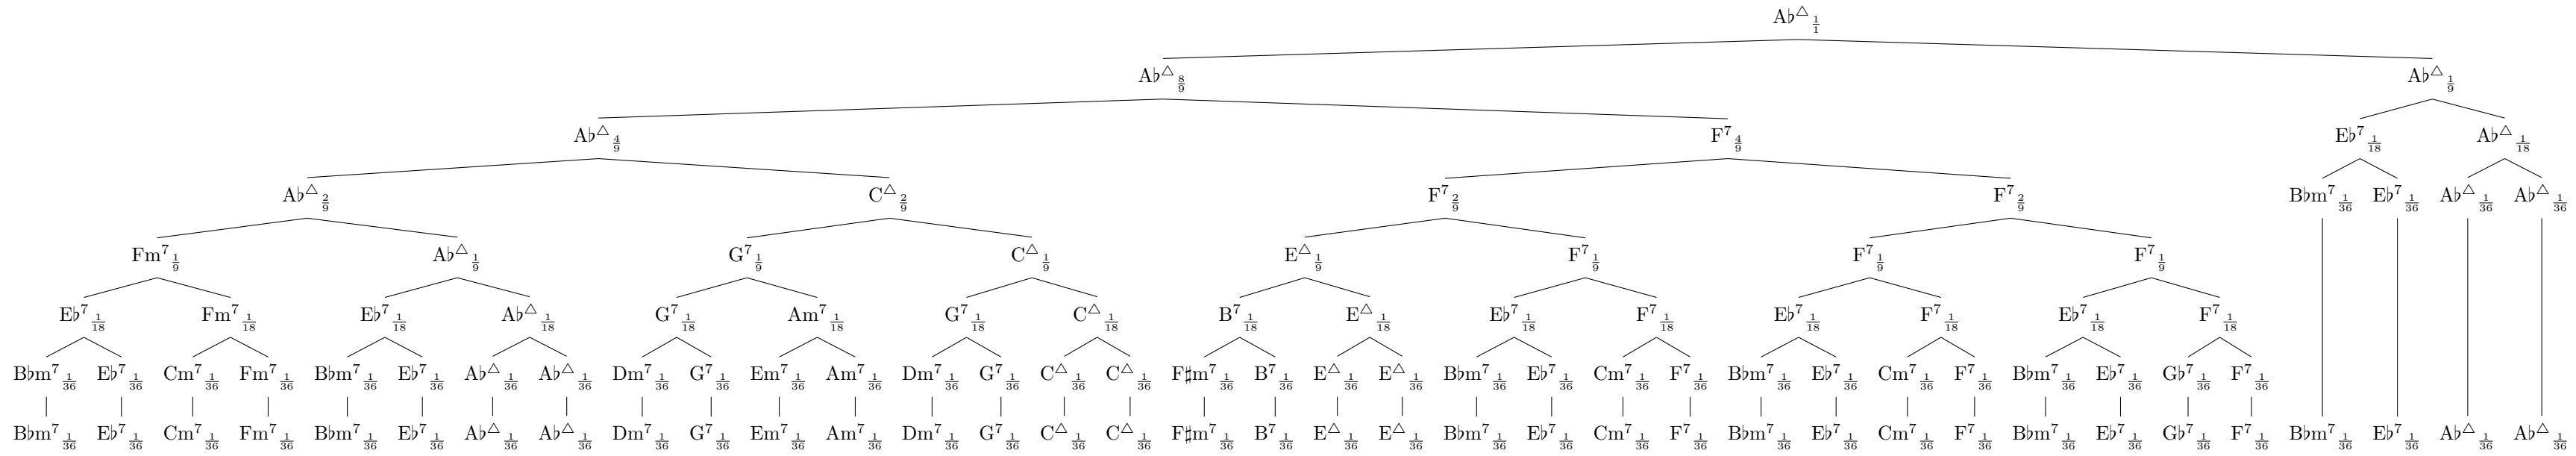 A♭△ 1/1
A♭△ 8/9 A♭△ 1/9
A♭△ 4/9 F⁷ 4/9 E♭⁷ 1/18 A♭△ 1/18
A♭△ 2/9 C△ 2/9 F⁷ 2/9 F⁷ 2/9 B♭m⁷ 1/36 E♭⁷ 1/36 A♭△ 1/36 A♭△ 1/36
Fm⁷ 1/9 A♭△ 1/9 G⁷ 1/9 C△ 1/9 E△ 1/9 F⁷ 1/9 F⁷ 1/9 F⁷ 1/9
E♭⁷ 1/18 Fm⁷ 1/18 E♭⁷ 1/18 A♭△ 1/18 G⁷ 1/18 Am⁷ 1/18 G⁷ 1/18 C△ 1/18 B⁷ 1/18 E△ 1/18 E♭⁷ 1/18 F⁷ 1/18 E♭⁷ 1/18 F⁷ 1/18 E♭⁷ 1/18 F⁷ 1/18
B♭m⁷ 1/36 E♭⁷ 1/36 Cm⁷ 1/36 Fm⁷ 1/36 B♭m⁷ 1/36 E♭⁷ 1/36 A♭△ 1/36 A♭△ 1/36 Dm⁷ 1/36 G⁷ 1/36 Em⁷ 1/36 Am⁷ 1/36 Dm⁷ 1/36 G⁷ 1/36 C△ 1/36 C△ 1/36 F♯m⁷ 1/36 B⁷ 1/36 E△ 1/36 E△ 1/36 B♭m⁷ 1/36 E♭⁷ 1/36 Cm⁷ 1/36 F⁷ 1/36 B♭m⁷ 1/36 E♭⁷ 1/36 Cm⁷ 1/36 F⁷ 1/36 B♭m⁷ 1/36 E♭⁷ 1/36 G♭⁷ 1/36 F⁷ 1/36
B♭m⁷ 1/36 E♭⁷ 1/36 Cm⁷ 1/36 Fm⁷ 1/36 B♭m⁷ 1/36 E♭⁷ 1/36 A♭△ 1/36 A♭△ 1/36 Dm⁷ 1/36 G⁷ 1/36 Em⁷ 1/36 Am⁷ 1/36 Dm⁷ 1/36 G⁷ 1/36 C△ 1/36 C△ 1/36 F♯m⁷ 1/36 B⁷ 1/36 E△ 1/36 E△ 1/36 B♭m⁷ 1/36 E♭⁷ 1/36 Cm⁷ 1/36 F⁷ 1/36 B♭m⁷ 1/36 E♭⁷ 1/36 Cm⁷ 1/36 F⁷ 1/36 B♭m⁷ 1/36 E♭⁷ 1/36 G♭⁷ 1/36 F⁷ 1/36 B♭m⁷ 1/36 E♭⁷ 1/36 A♭△ 1/36 A♭△ 1/36